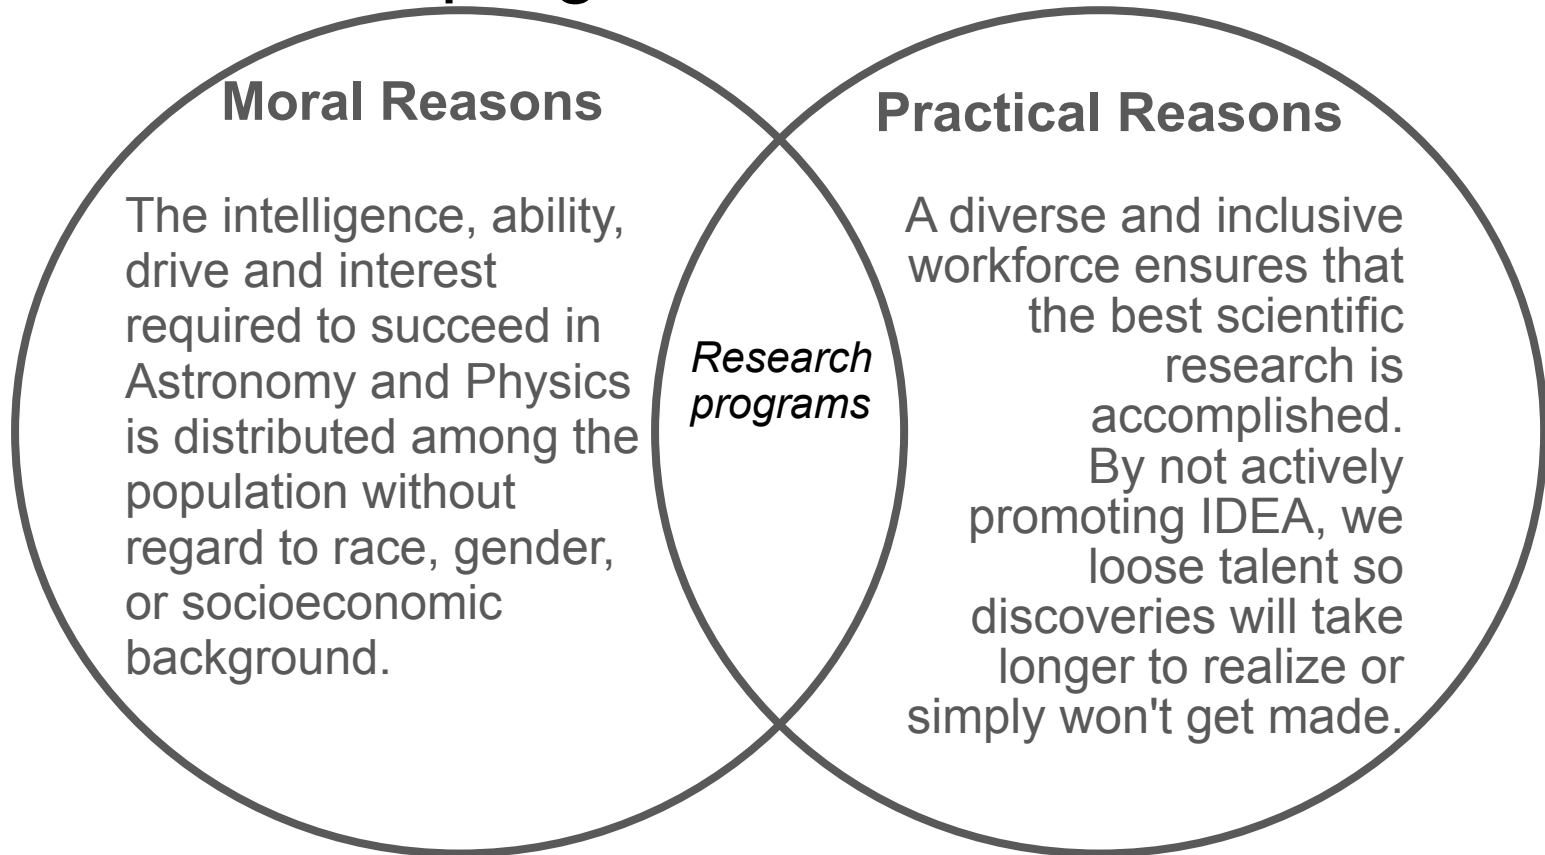 Moral Reasons
The intelligence, ability,
drive and interest
required to succeed in
Astronomy and Physics
is distributed among the
population without
regard to race, gender,
or socioeconomic
background.
Research
programs
Practical Reasons
A diverse and inclusive
workforce ensures that
the best scientific
research is
accomplished.
By not actively
promoting IDEA, we
loose talent so
discoveries will take
longer to realize or
simply won't get made.